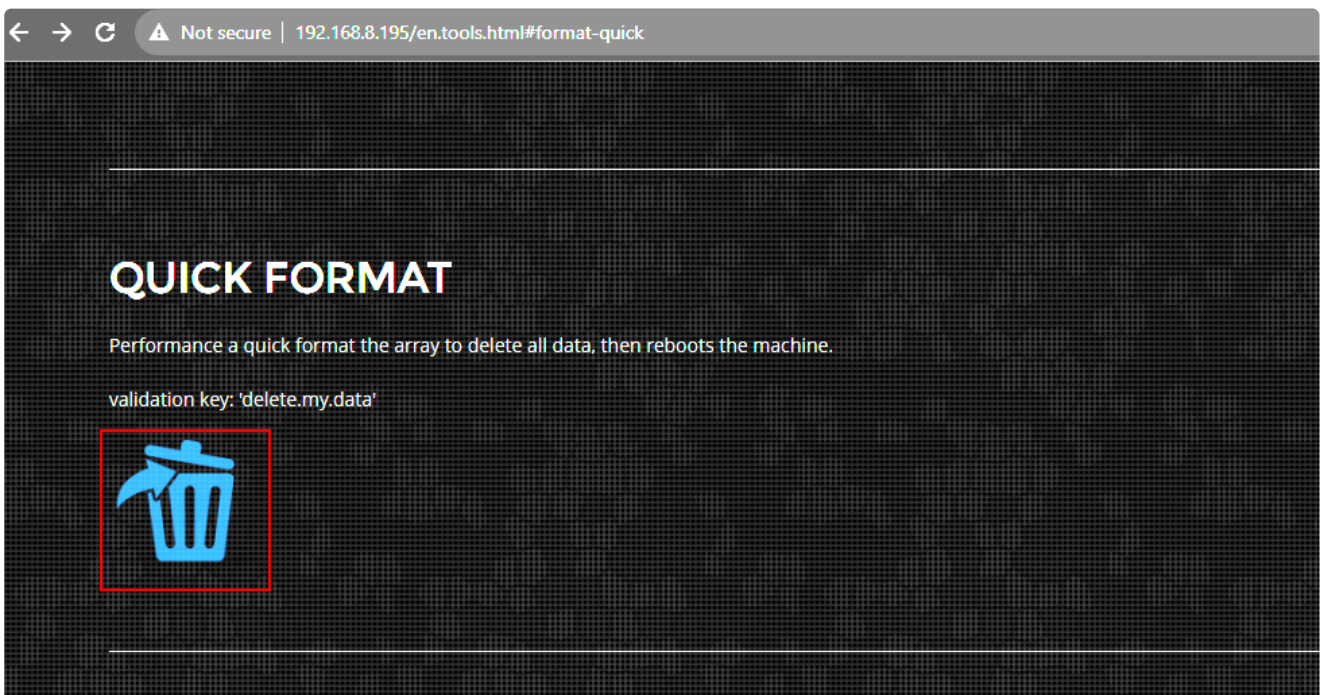 Not secure | 192.168.8.195/en.tools.html#format-quick
QUICK FORMAT
Performance a quick format the array to delete all data, then reboots the machine.
validation key: 'delete.my.data'